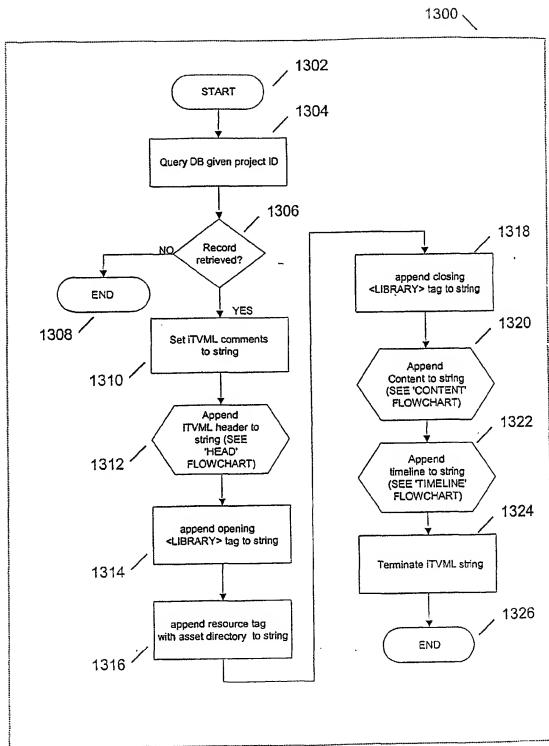 1300
1302
START
1304
Query DB given project ID
1306
Record
retrieved?
NO
END
1308
YES
Set iTVML comments
to string
1310
Append
iTVML header to
string (SEE
'HEAD'
FLOWCHART)
1312
append opening
<LIBRARY> tag to string
1314
append resource tag
with asset directory to string
1316
1318
append closing
<LIBRARY> tag to string
1320
Append
Content to string
(SEE 'CONTENT'
FLOWCHART)
1322
Append
timeline to string
(SEE 'TIMELINE'
FLOWCHART)
1324
Terminate iTVML string
END
1326